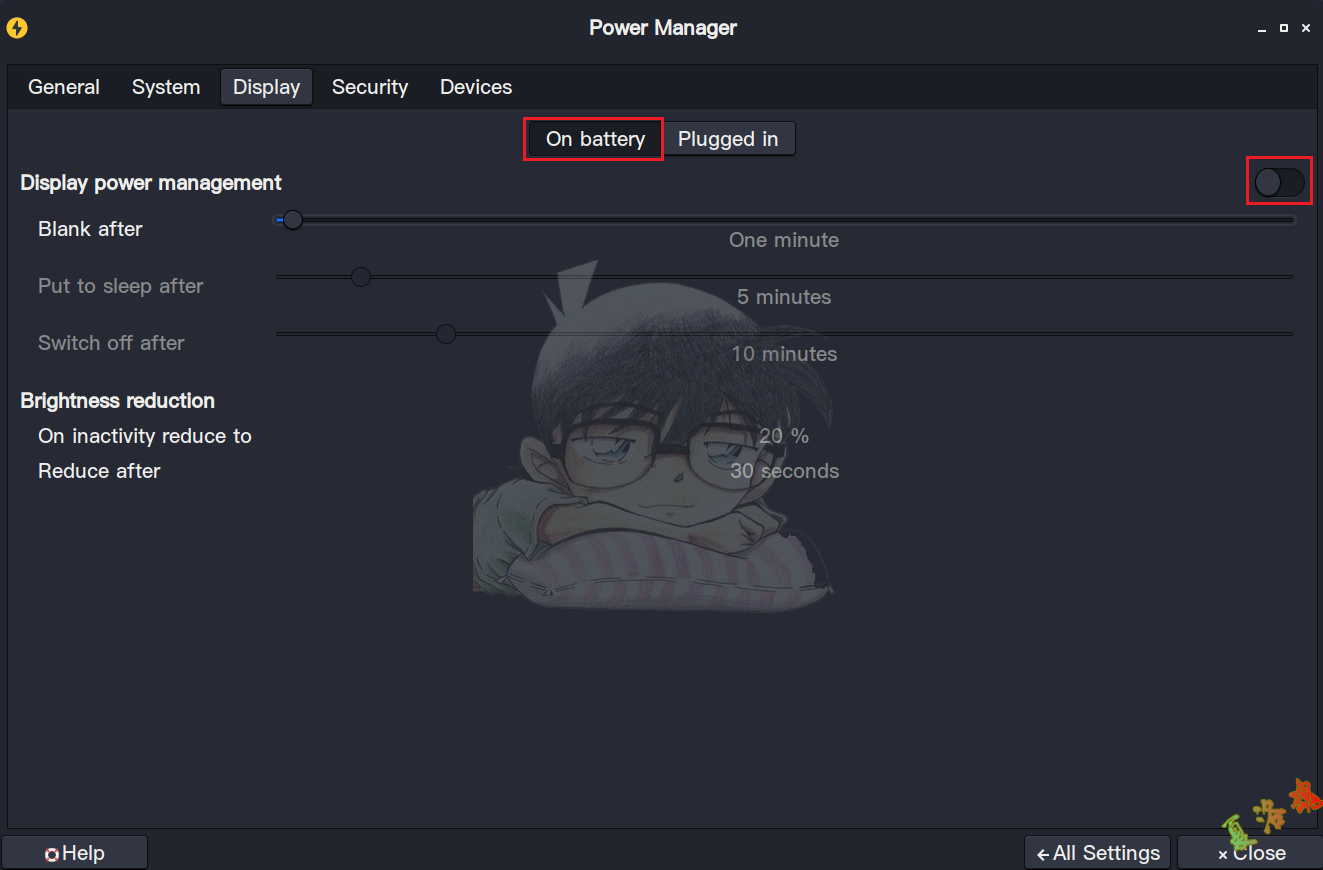 Power Manager
General System Display Security Devices
On battery Plugged in
Display power management
Blank after
One minute
Put to sleep after
5 minutes
Switch off after
10 minutes
Brightness reduction
On inactivity reduce to 20 %
Reduce after 30 seconds
夏洛
Help All Settings Close